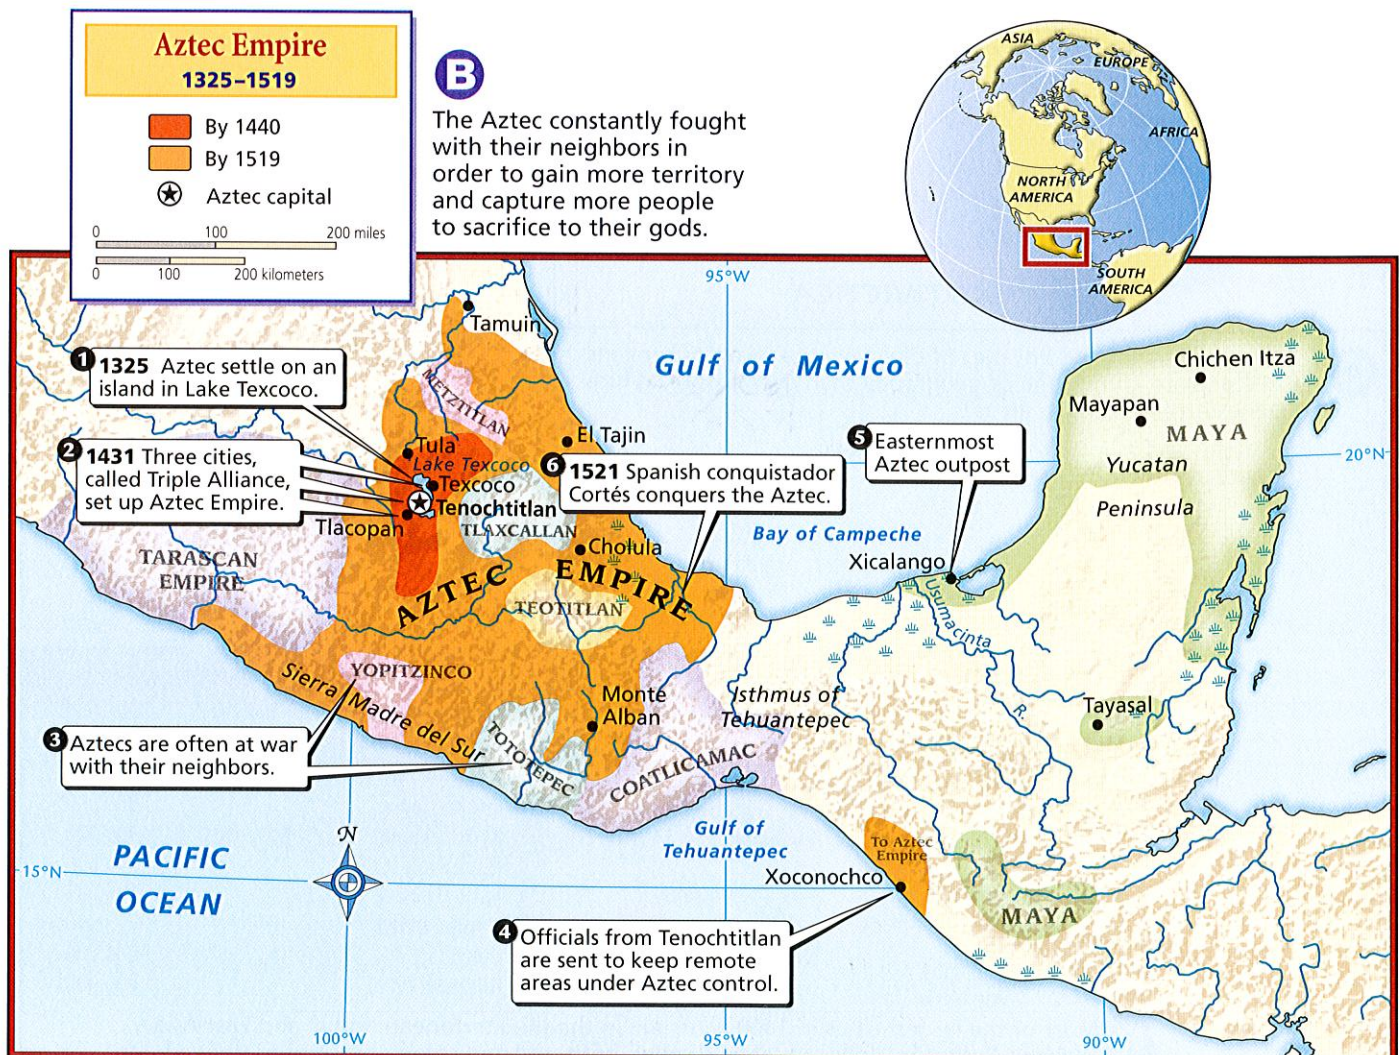 Aztec Empire
1325–1519
By 1440
By 1519
Aztec capital
0 100 200 miles
0 100 200 kilometers
B
The Aztec constantly fought
with their neighbors in
order to gain more territory
and capture more people
to sacrifice to their gods.
ASIA
EUROPE
AFRICA
NORTH
AMERICA
SOUTH
AMERICA
95°W
Tamuin
Gulf of Mexico
1 1325 Aztec settle on an
island in Lake Texcoco.
METZTITLAN
Chichen Itza
Mayapan
MAYA
Yucatan
Peninsula
20°N
2 1431 Three cities,
called Triple Alliance,
set up Aztec Empire.
Tula
Lake Texcoco
Texcoco
Tenochtitlan
Tlacopan
El Tajin
6 1521 Spanish conquistador
Cortés conquers the Aztec.
5 Easternmost
Aztec outpost
TLAXCALLAN
Cholula
Bay of Campeche
Xicalango
TARASCAN
EMPIRE
AZTEC EMPIRE
TEOTITLAN
Usumacinta
R.
YOPITZINCO
Sierra Madre del Sur
Monte
Alban
Isthmus of
Tehuantepec
Tayasal
3 Aztecs are often at war
with their neighbors.
TOTOTEPEC
COATLICAMAC
Gulf of
Tehuantepec
To Aztec
Empire
Xoconochco
MAYA
N
PACIFIC
OCEAN
15°N
4 Officials from Tenochtitlan
are sent to keep remote
areas under Aztec control.
100°W
95°W
90°W